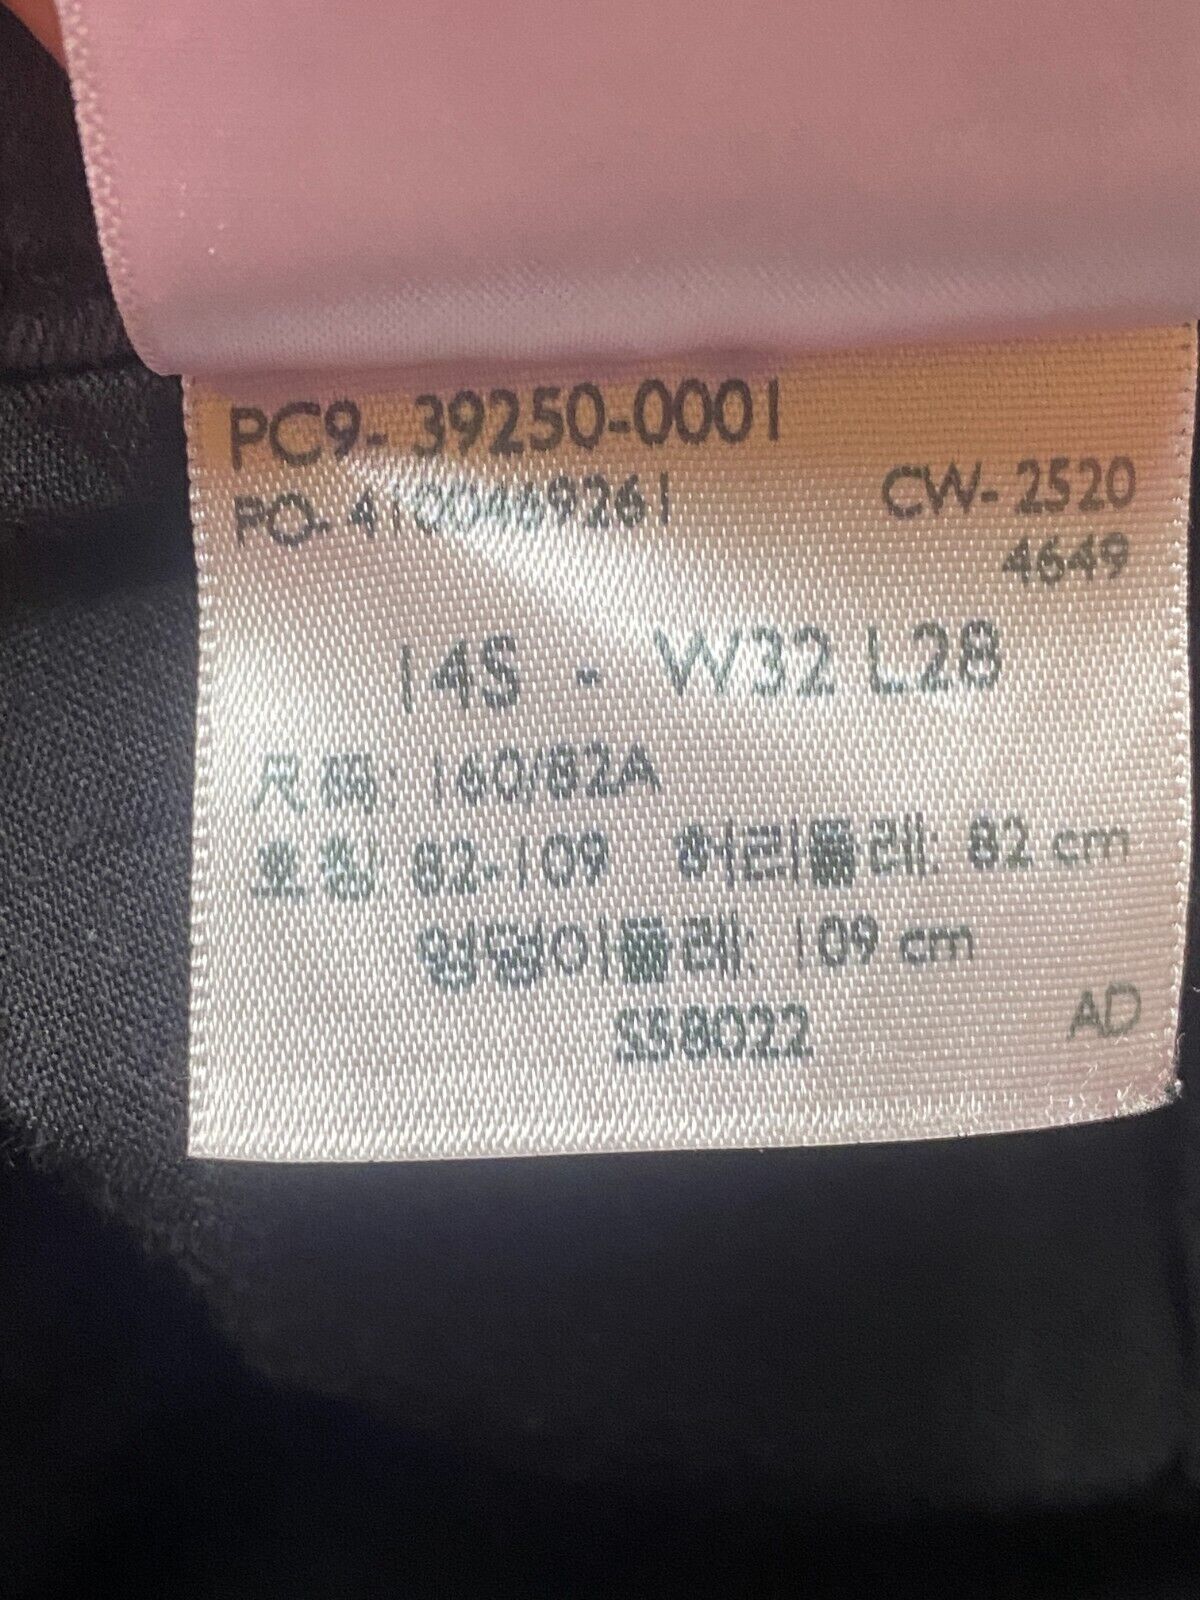 PC9- 39250-0001
PO- 4100469261 CW- 2520
4649
14S - W32 L28
尺码: 160/82A
호칭: 82-109 허리둘레: 82 cm
엉덩이둘레: 109 cm
SS8022 AD